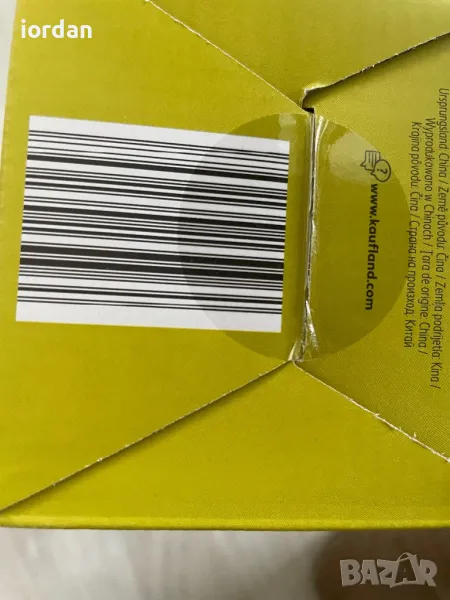 iordan
Ursprungsland: China / Země původu: Čína / Zemlja podrijetla: Kina /
Wyprodukowano w Chinach / Țara de origine: China /
Krajina pôvodu: Čína / Страна на произход: Китай
www.kaufland.com
BAZAR